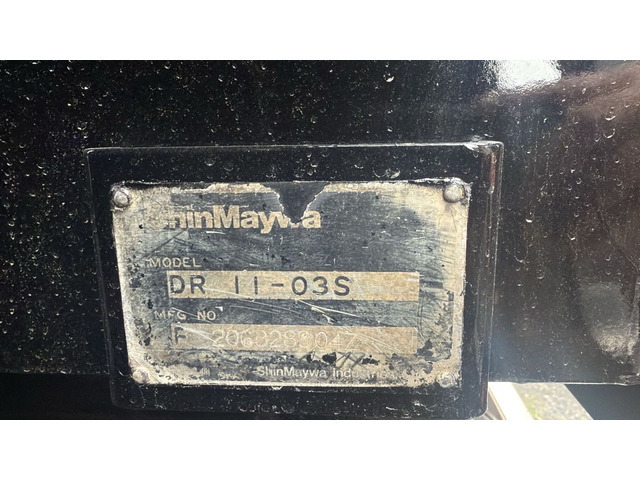 ShinMaywa
MODEL
DR 11-03S
MFG NO
ShinMaywa